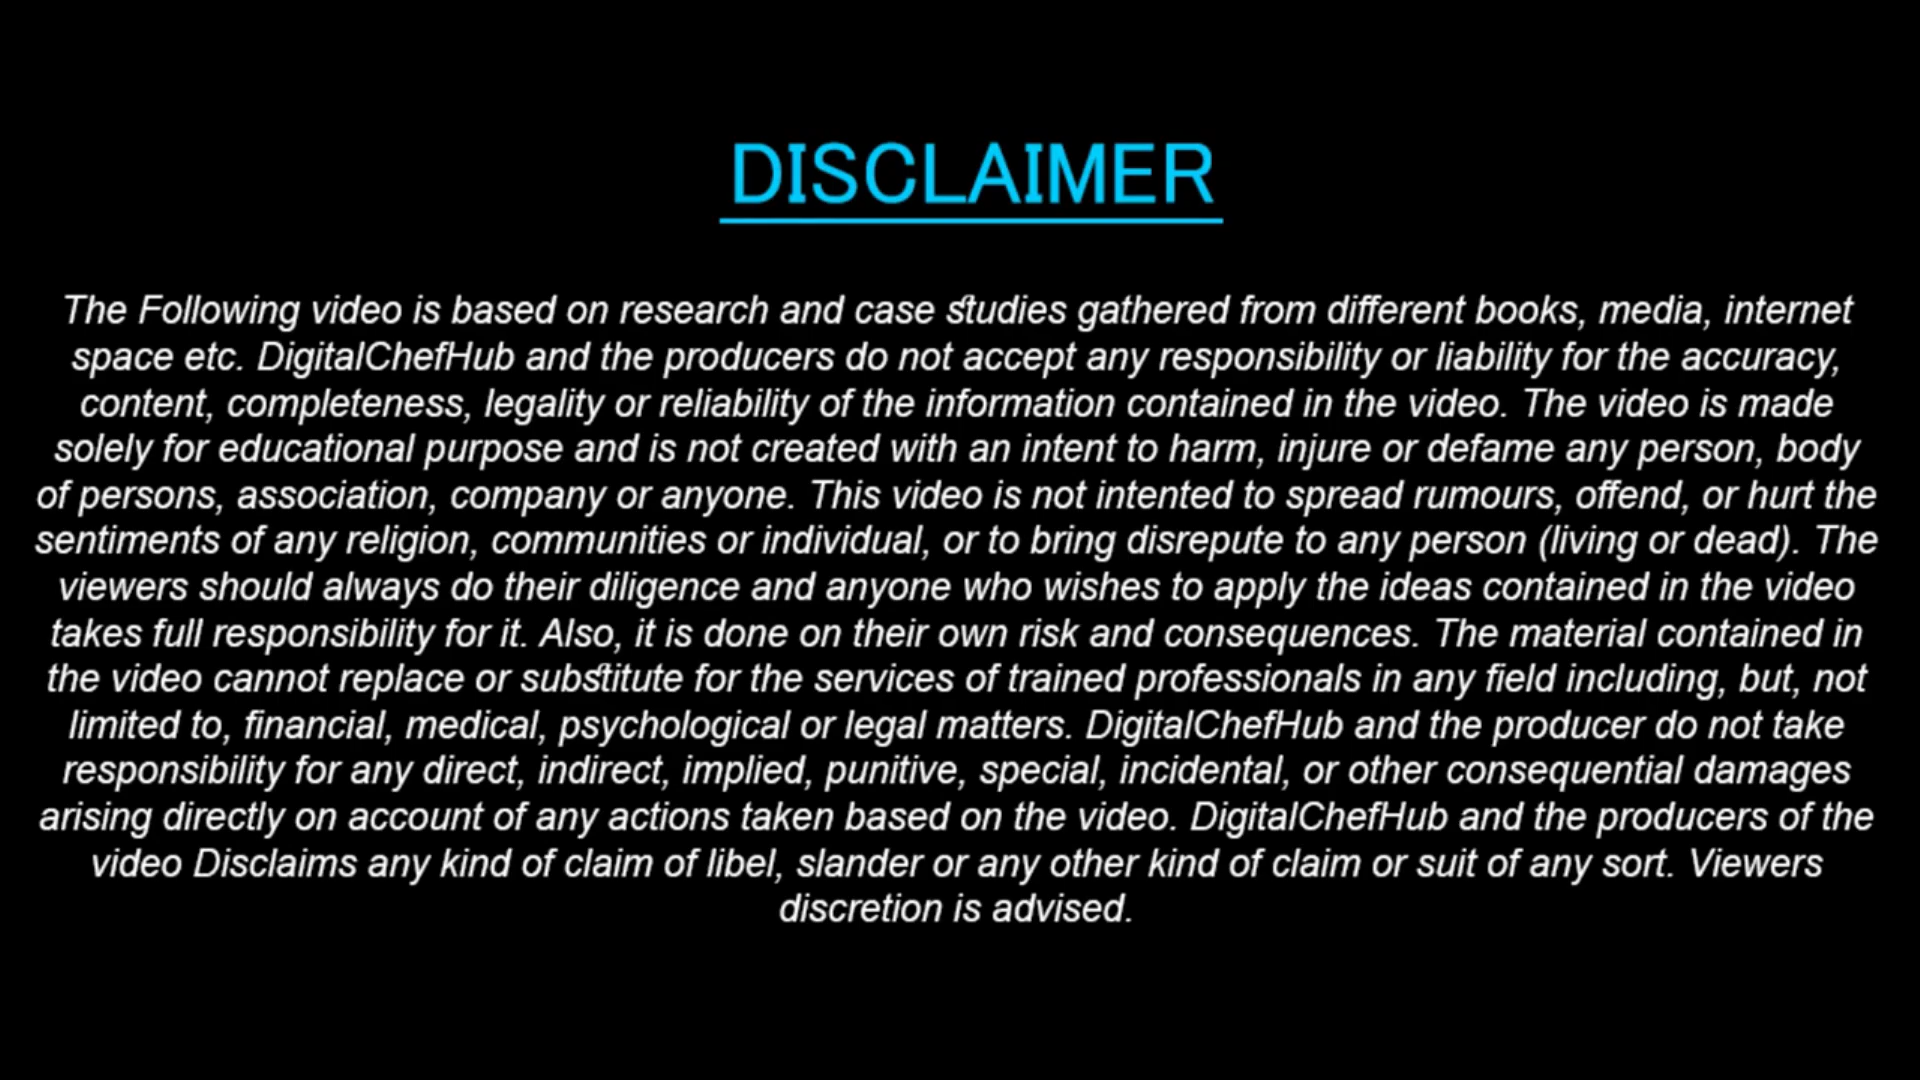 DISCLAIMER
The Following video is based on research and case studies gathered from different books, media, internet
space etc. DigitalChefHub and the producers do not accept any responsibility or liability for the accuracy,
content, completeness, legality or reliability of the information contained in the video. The video is made
solely for educational purpose and is not created with an intent to harm, injure or defame any person, body
of persons, association, company or anyone. This video is not intented to spread rumours, offend, or hurt the
sentiments of any religion, communities or individual, or to bring disrepute to any person (living or dead). The
viewers should always do their diligence and anyone who wishes to apply the ideas contained in the video
takes full responsibility for it. Also, it is done on their own risk and consequences. The material contained in
the video cannot replace or substitute for the services of trained professionals in any field including, but, not
limited to, financial, medical, psychological or legal matters. DigitalChefHub and the producer do not take
responsibility for any direct, indirect, implied, punitive, special, incidental, or other consequential damages
arising directly on account of any actions taken based on the video. DigitalChefHub and the producers of the
video Disclaims any kind of claim of libel, slander or any other kind of claim or suit of any sort. Viewers
discretion is advised.